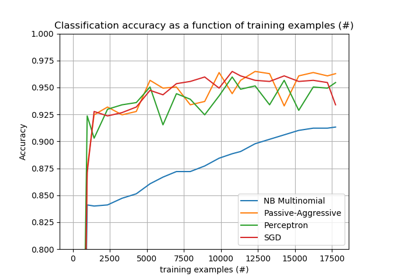 Classification accuracy as a function of training examples (#)
1.000
0.975
0.950
0.925
0.900
0.875
0.850
0.825
0.800
Accuracy
NB Multinomial
Passive-Aggressive
Perceptron
SGD
0 2500 5000 7500 10000 12500 15000 17500
training examples (#)